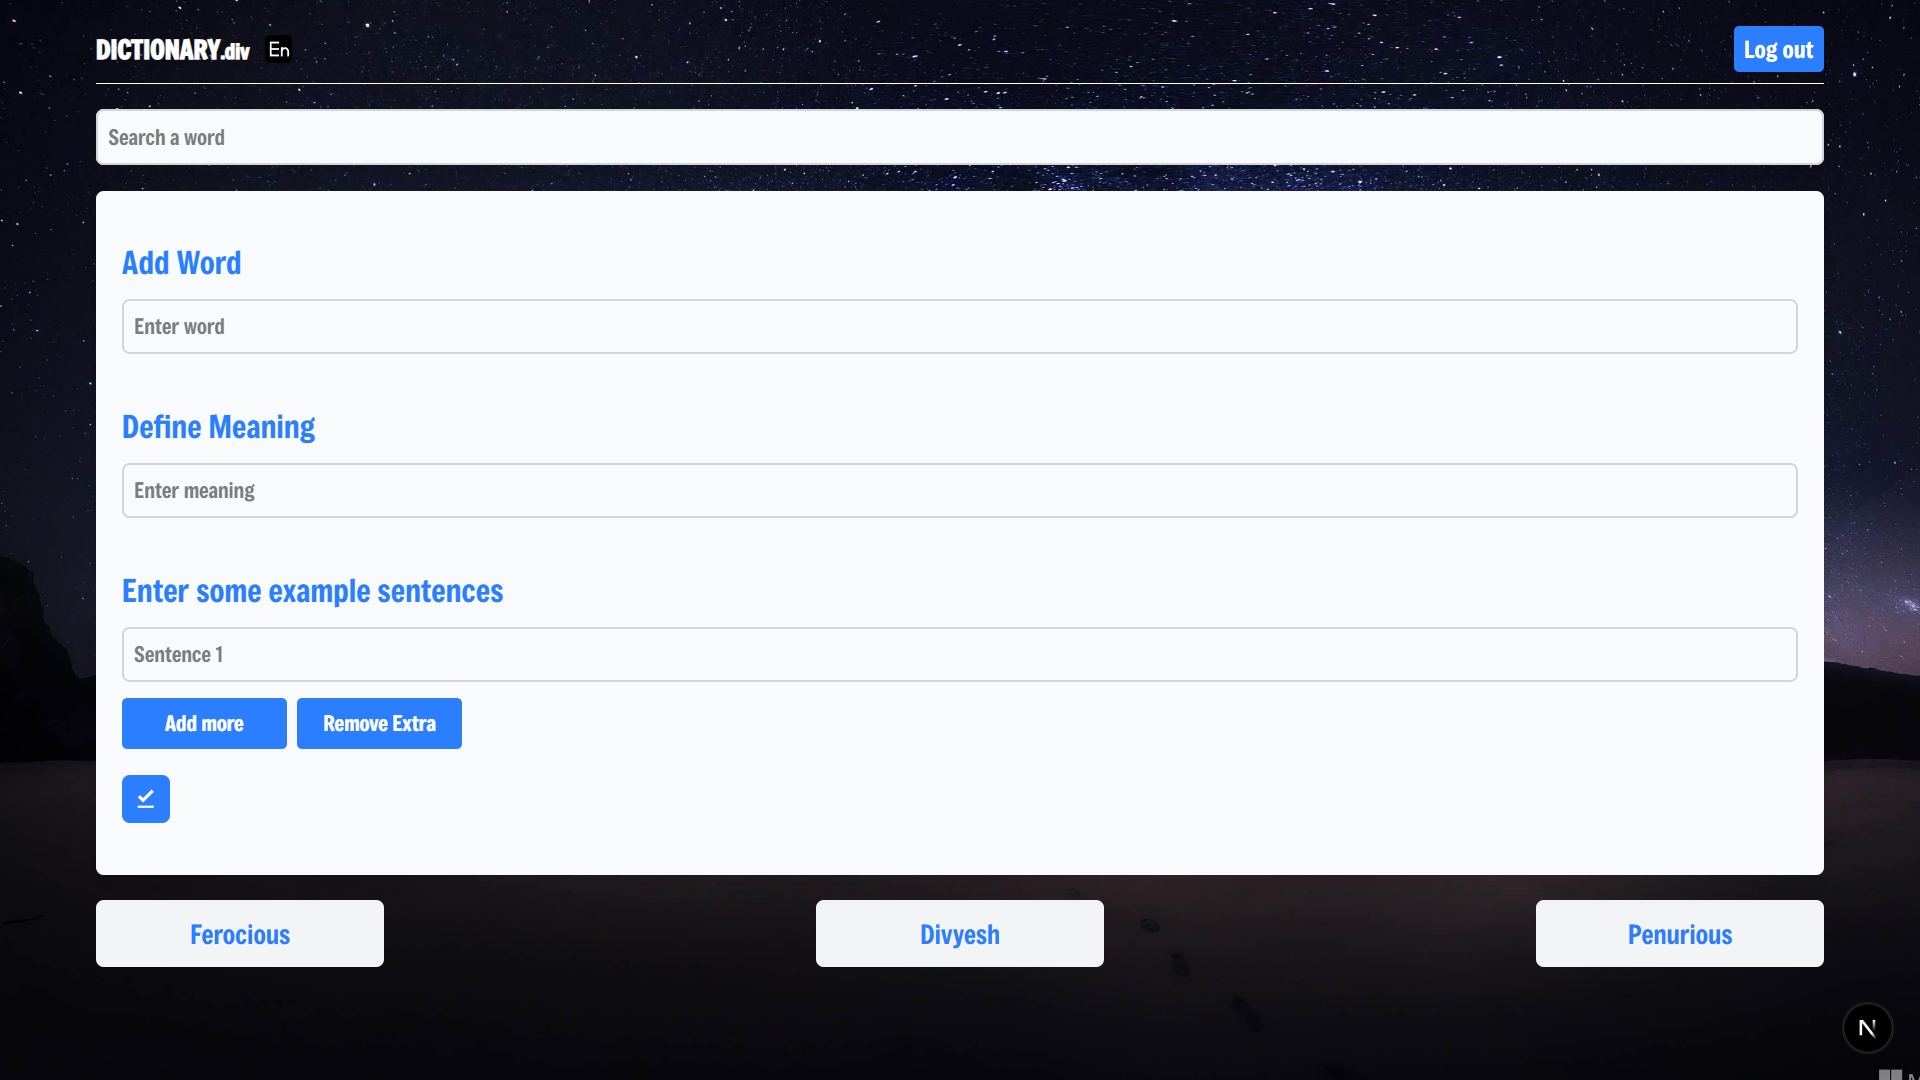 DICTIONARY.div En
Log out
Search a word
Add Word
Enter word
Define Meaning
Enter meaning
Enter some example sentences
Sentence 1
Add more Remove Extra
Ferocious Divyesh Penurious
N